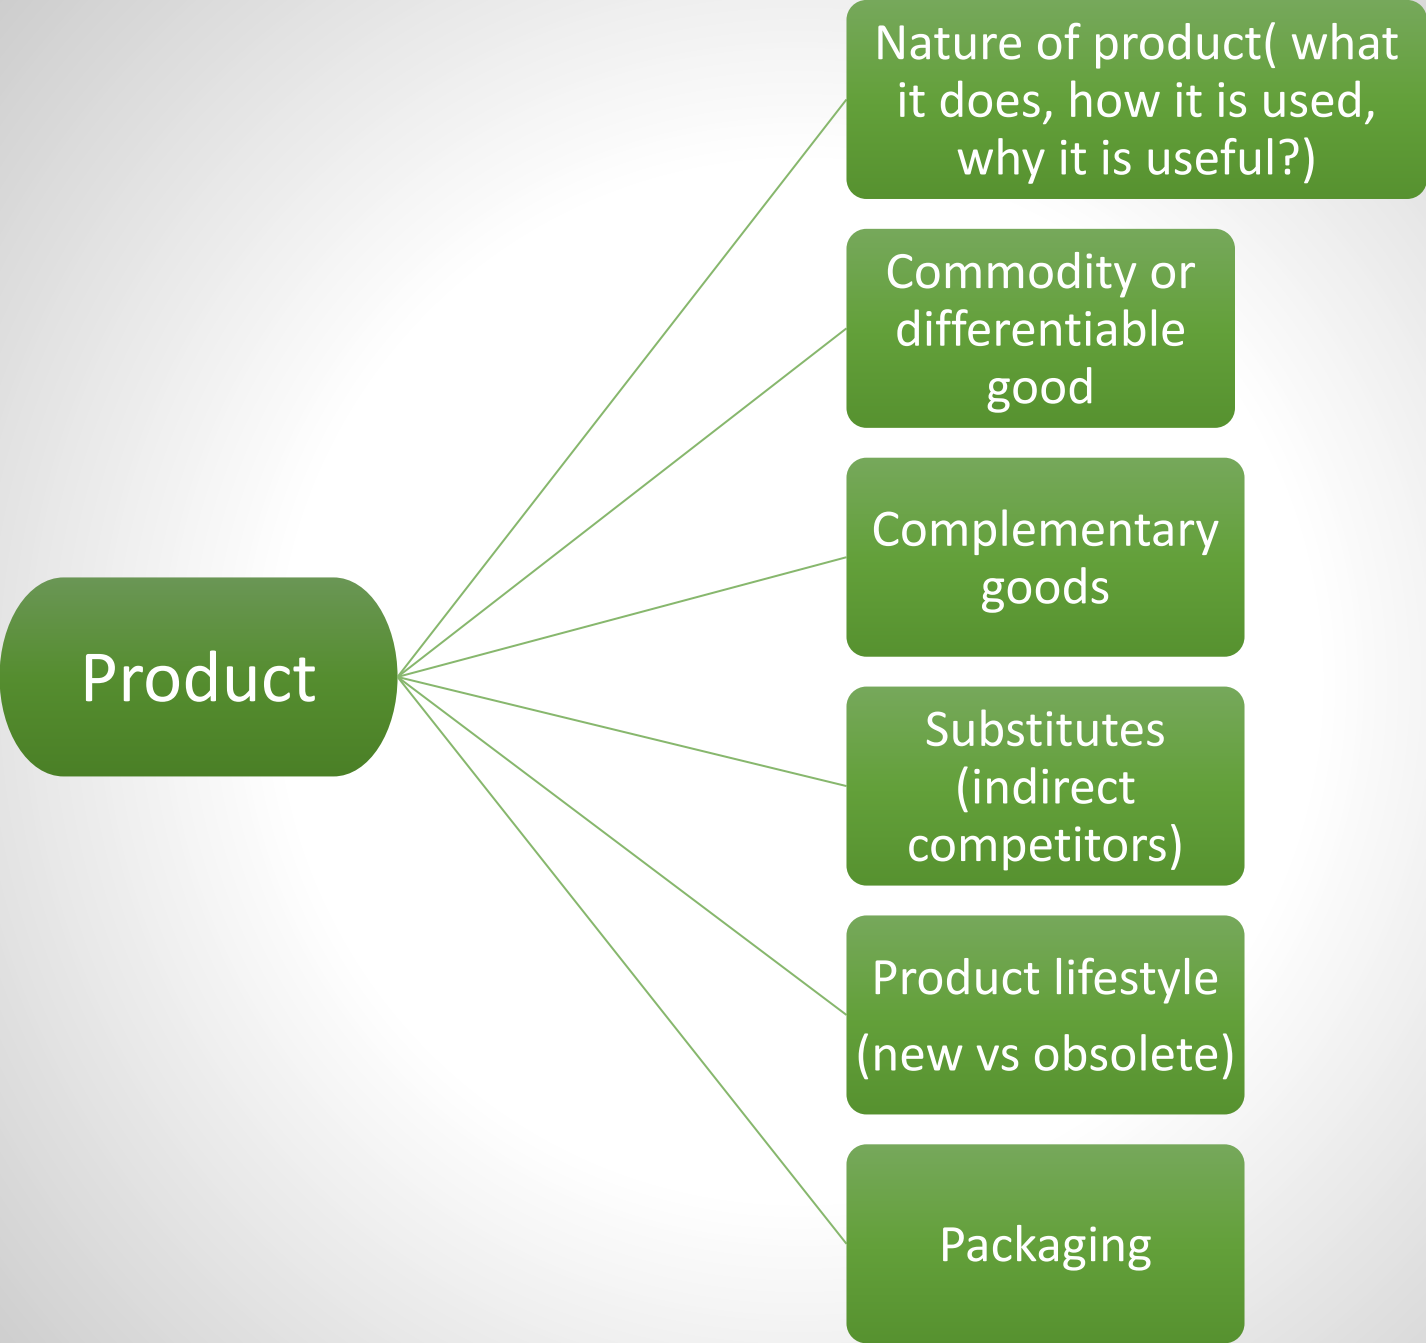 Nature of product( what
it does, how it is used,
why it is useful?)
Commodity or
differentiable
good
Complementary
goods
Product
Substitutes
(indirect
competitors)
Product lifestyle
(new vs obsolete)
Packaging